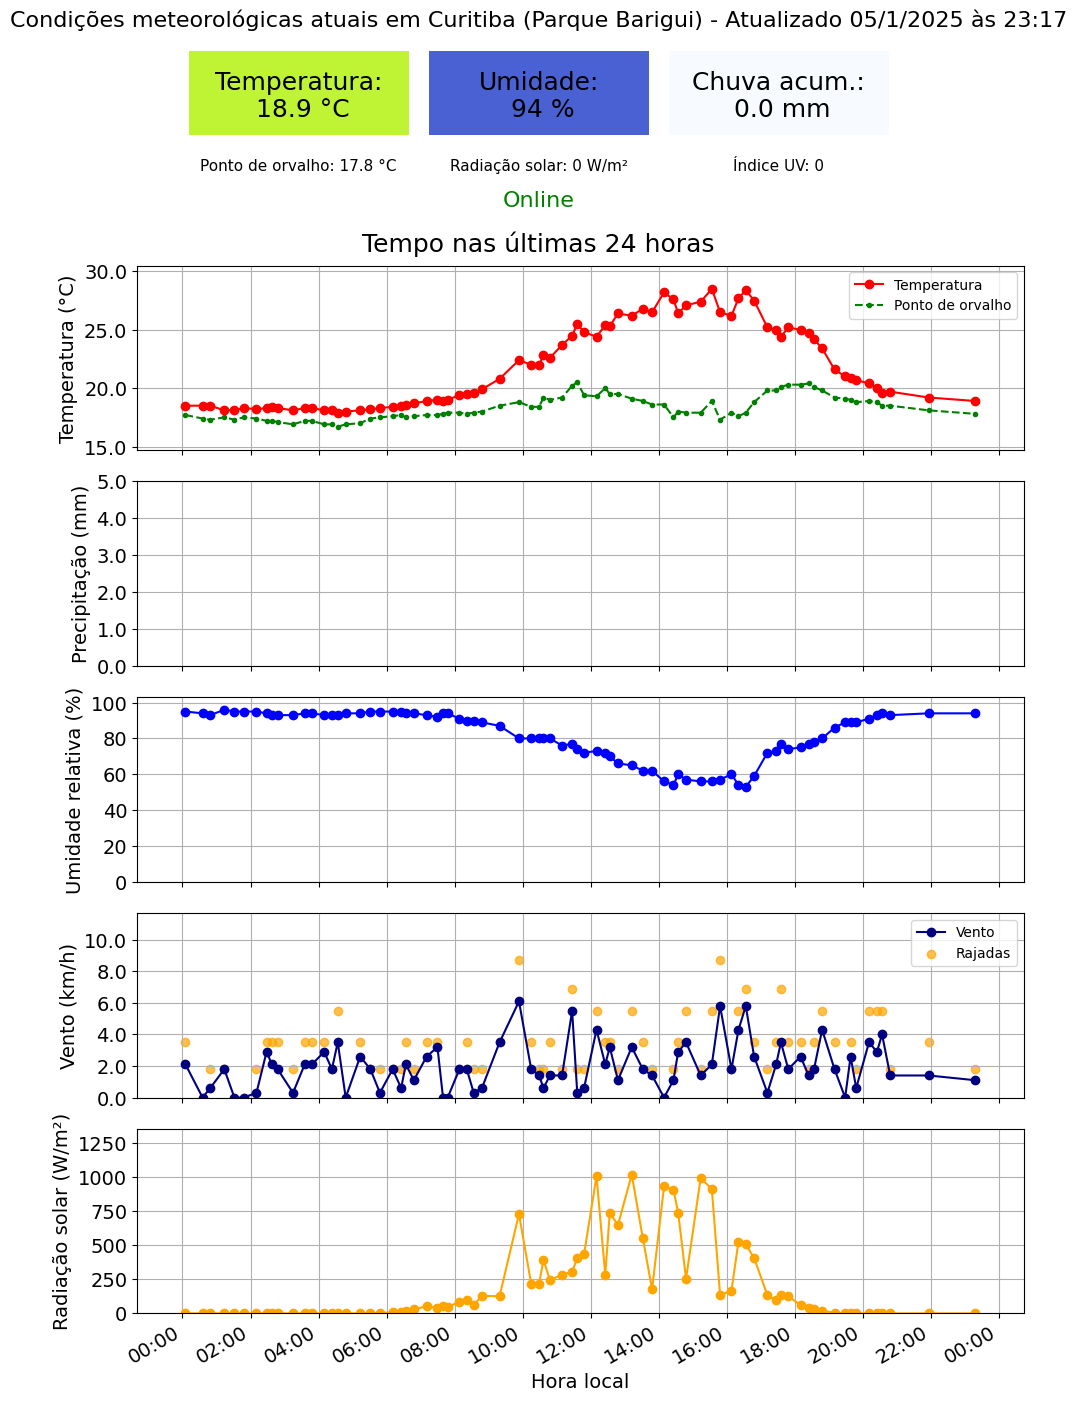 Condições meteorológicas atuais em Curitiba (Parque Barigui) - Atualizado 05/1/2025 às 23:17
Temperatura:
18.9 °C
Umidade:
94 %
Chuva acum.:
0.0 mm
Ponto de orvalho: 17.8 °C
Radiação solar: 0 W/m²
Índice UV: 0
Online
Tempo nas últimas 24 horas
Temperatura (°C)
30.0
25.0
20.0
15.0
Temperatura
Ponto de orvalho
Precipitação (mm)
5.0
4.0
3.0
2.0
1.0
0.0
Umidade relativa (%)
100
80
60
40
20
0
Vento (km/h)
10.0
8.0
6.0
4.0
2.0
0.0
Vento
Rajadas
Radiação solar (W/m²)
1250
1000
750
500
250
0
00:00
02:00
04:00
06:00
08:00
10:00
12:00
14:00
16:00
18:00
20:00
22:00
00:00
Hora local